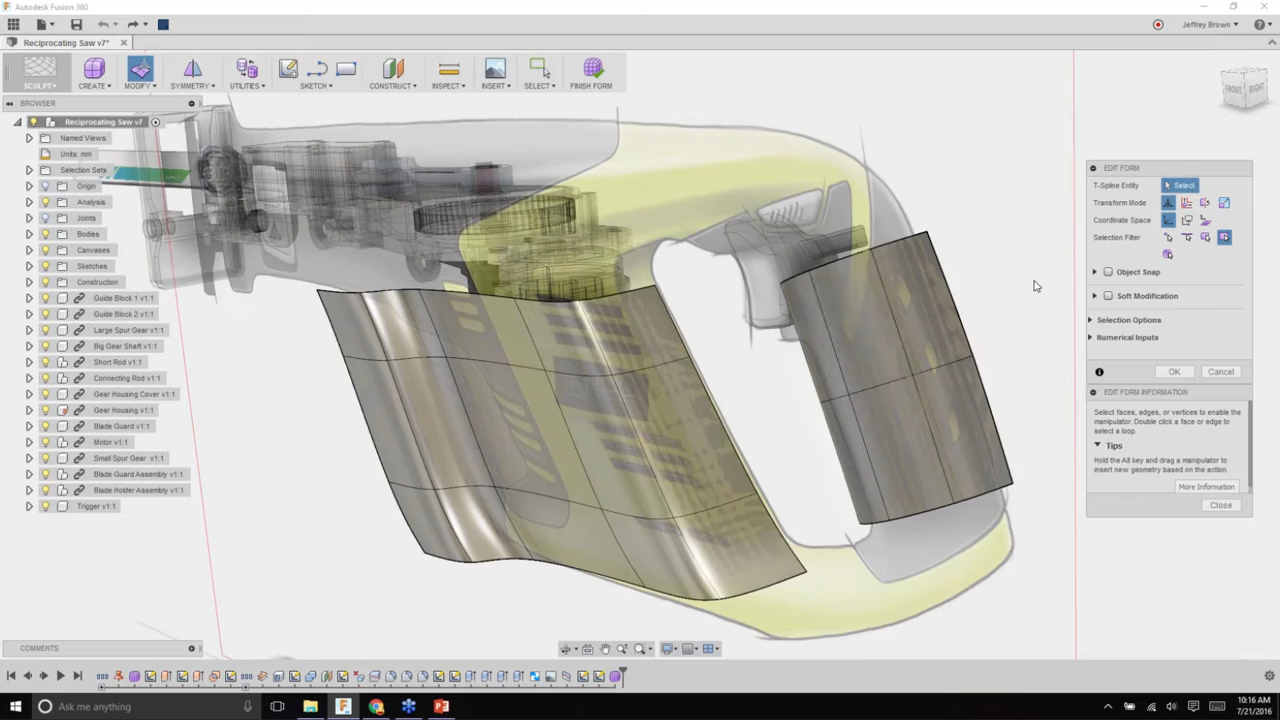 Autodesk Fusion 360
Jeffrey Brown
Reciprocating Saw v7*
SCULPT
CREATE
MODIFY
SYMMETRY
UTILITIES
SKETCH
CONSTRUCT
INSPECT
INSERT
SELECT
FINISH FORM
FRONT
RIGHT
BROWSER
Reciprocating Saw v7
Named Views
Units: mm
Selection Sets
Origin
Analysis
Joints
Bodies
Canvases
Sketches
Construction
Guide Block 1 v1:1
Guide Block 2 v1:1
Large Spur Gear v1:1
Big Gear Shaft v1:1
Short Rod v1:1
Connecting Rod v1:1
Gear Housing Cover v1:1
Gear Housing v1:1
Blade Guard v1:1
Motor v1:1
Small Spur Gear v1:1
Blade Guard Assembly v1:1
Blade Holder Assembly v1:1
Trigger v1:1
EDIT FORM
T-Spline Entity
Select
Transform Mode
Coordinate Space
Selection Filter
Object Snap
Soft Modification
Selection Options
Numerical Inputs
OK
Cancel
EDIT FORM INFORMATION
Select faces, edges, or vertices to enable the
manipulator. Double click a face or edge to
select a loop.
Tips
Hold the Alt key and drag a manipulator to
insert new geometry based on the action.
More Information
Close
COMMENTS
Ask me anything
10:16 AM
7/21/2016